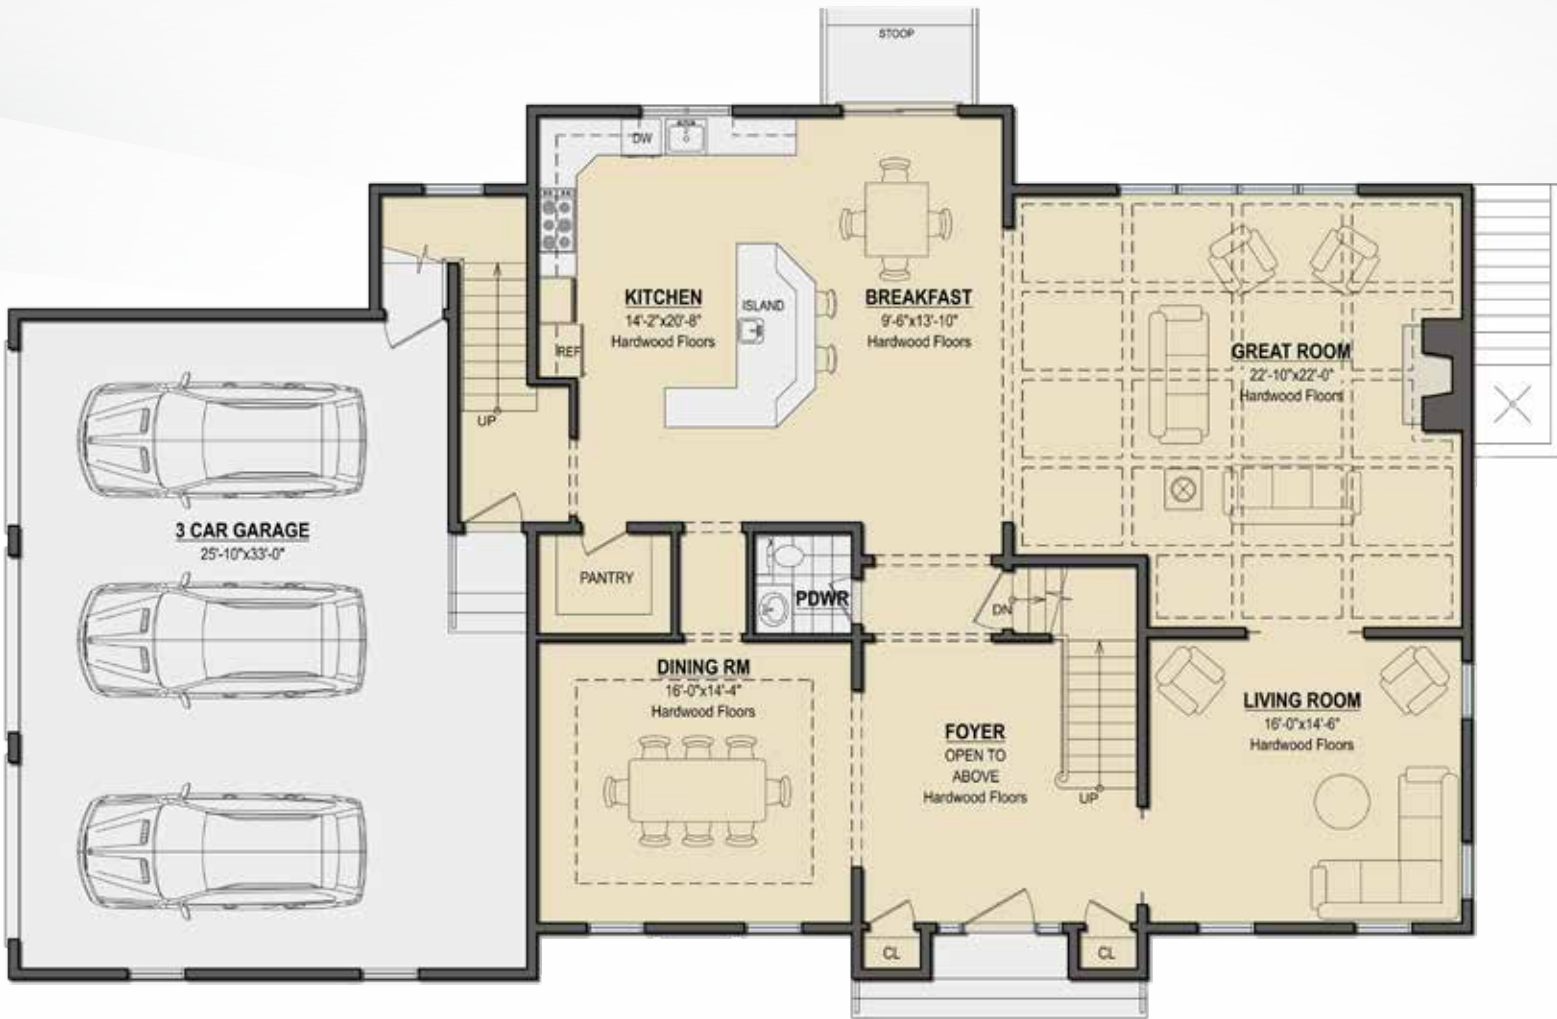 STOOP
DW
KITCHEN
14'-2"x20'-8"
Hardwood Floors
ISLAND
REF
BREAKFAST
9'-6"x13'-10"
Hardwood Floors
GREAT ROOM
22'-10"x22'-0"
Hardwood Floors
UP
3 CAR GARAGE
25'-10"x33'-0"
PANTRY
PDWR
DN
DINING RM
16'-0"x14'-4"
Hardwood Floors
FOYER
OPEN TO
ABOVE
Hardwood Floors
UP
LIVING ROOM
16'-0"x14'-6"
Hardwood Floors
CL
CL